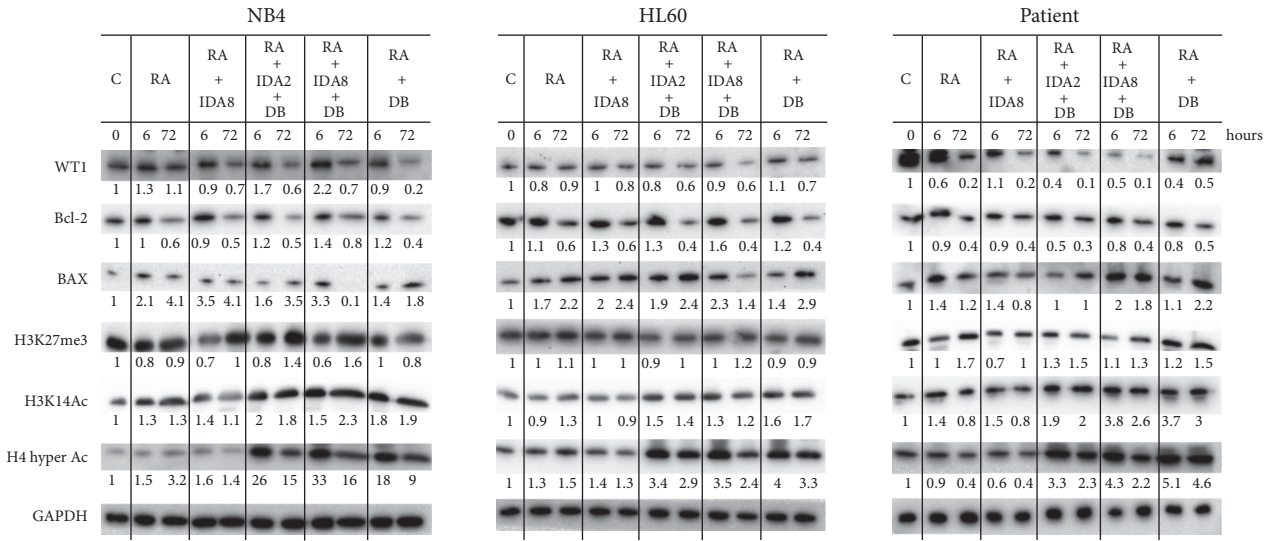 NB4 HL60 Patient
C RA RA + IDA8 RA + IDA2 + DB RA + IDA8 + DB RA + DB C RA RA + IDA8 RA + IDA2 + DB RA + IDA8 + DB RA + DB C RA RA + IDA8 RA + IDA2 + DB RA + IDA8 + DB RA + DB
0 6 72 6 72 6 72 6 72 6 72 0 6 72 6 72 6 72 6 72 6 72 0 6 72 6 72 6 72 6 72 6 72 hours
WT1
1 1.3 1.1 0.9 0.7 1.7 0.6 2.2 0.7 0.9 0.2 1 0.8 0.9 1 0.8 0.8 0.6 0.9 0.6 1.1 0.7 1 0.6 0.2 1.1 0.2 0.4 0.1 0.5 0.1 0.4 0.5
Bcl-2
1 1 0.6 0.9 0.5 1.2 0.5 1.4 0.8 1.2 0.4 1 1.1 0.6 1.3 0.6 1.3 0.4 1.6 0.4 1.2 0.4 1 0.9 0.4 0.9 0.4 0.5 0.3 0.8 0.4 0.8 0.5
BAX
1 2.1 4.1 3.5 4.1 1.6 3.5 3.3 0.1 1.4 1.8 1 1.7 2.2 2 2.4 1.9 2.4 2.3 1.4 1.4 2.9 1 1.4 1.2 1.4 0.8 1 1 2 1.8 1.1 2.2
H3K27me3
1 0.8 0.9 0.7 1 0.8 1.4 0.6 1.6 1 0.8 1 1 1.1 1 1 0.9 1 1 1.2 0.9 0.9 1 1 1.7 0.7 1 1.3 1.5 1.1 1.3 1.2 1.5
H3K14Ac
1 1.3 1.3 1.4 1.1 2 1.8 1.5 2.3 1.8 1.9 1 0.9 1.3 1 0.9 1.5 1.4 1.3 1.2 1.6 1.7 1 1.4 0.8 1.5 0.8 1.9 2 3.8 2.6 3.7 3
H4 hyper Ac
1 1.5 3.2 1.6 1.4 26 15 33 16 18 9 1 1.3 1.5 1.4 1.3 3.4 2.9 3.5 2.4 4 3.3 1 0.9 0.4 0.6 0.4 3.3 2.3 4.3 2.2 5.1 4.6
GAPDH